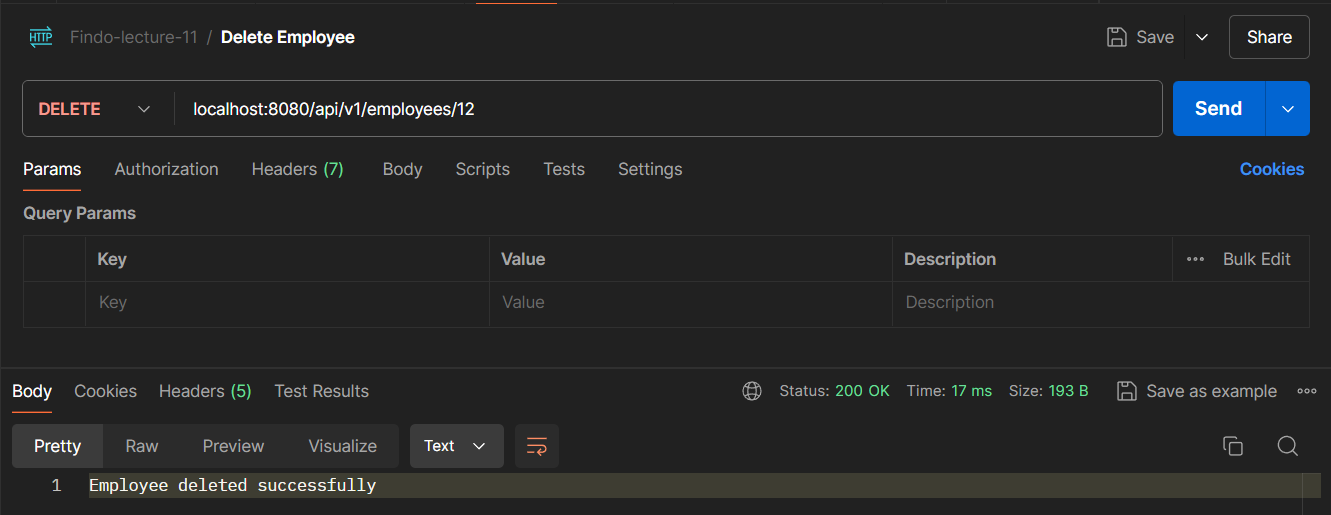 HTTP Findo-lecture-11 / Delete Employee Save Share
DELETE localhost:8080/api/v1/employees/12 Send
Params Authorization Headers (7) Body Scripts Tests Settings Cookies
Query Params
Key Value Description ••• Bulk Edit
Key Value Description
Body Cookies Headers (5) Test Results Status: 200 OK Time: 17 ms Size: 193 B Save as example •••
Pretty Raw Preview Visualize Text
1 Employee deleted successfully